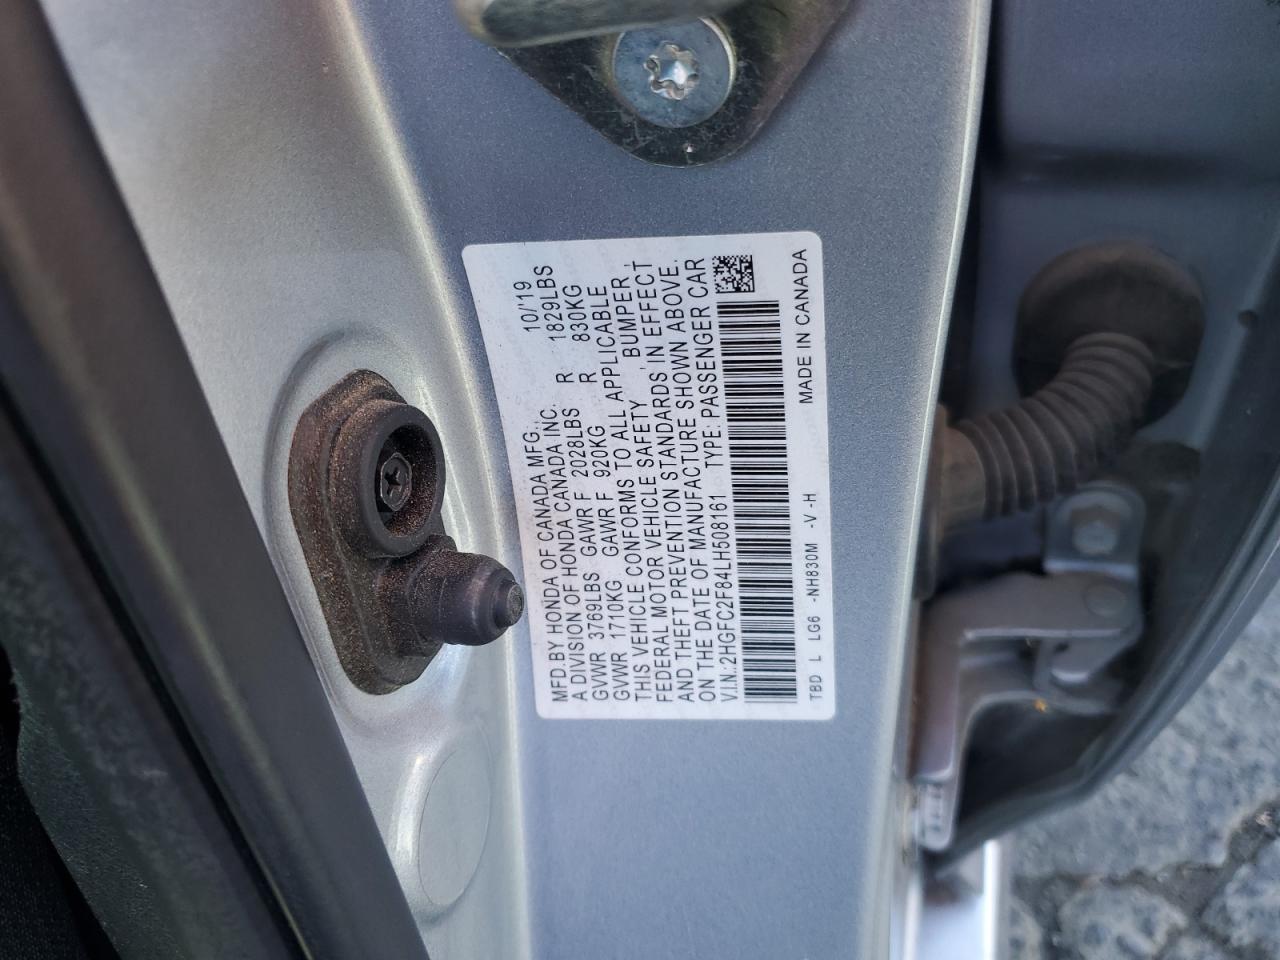 MFD.BY HONDA OF CANADA MFG., 10/'19
A DIVISION OF HONDA CANADA INC.
GVWR 3769LBS GAWR F 2028LBS R 1829LBS
GVWR 1710KG GAWR F 920KG R 830KG
THIS VEHICLE CONFORMS TO ALL APPLICABLE
FEDERAL MOTOR VEHICLE SAFETY, BUMPER,
AND THEFT PREVENTION STANDARDS IN EFFECT
ON THE DATE OF MANUFACTURE SHOWN ABOVE.
V.I.N.:2HGFC2F84LH508161 TYPE:PASSENGER CAR
TBD L LG6 -NH830M -V-H MADE IN CANADA